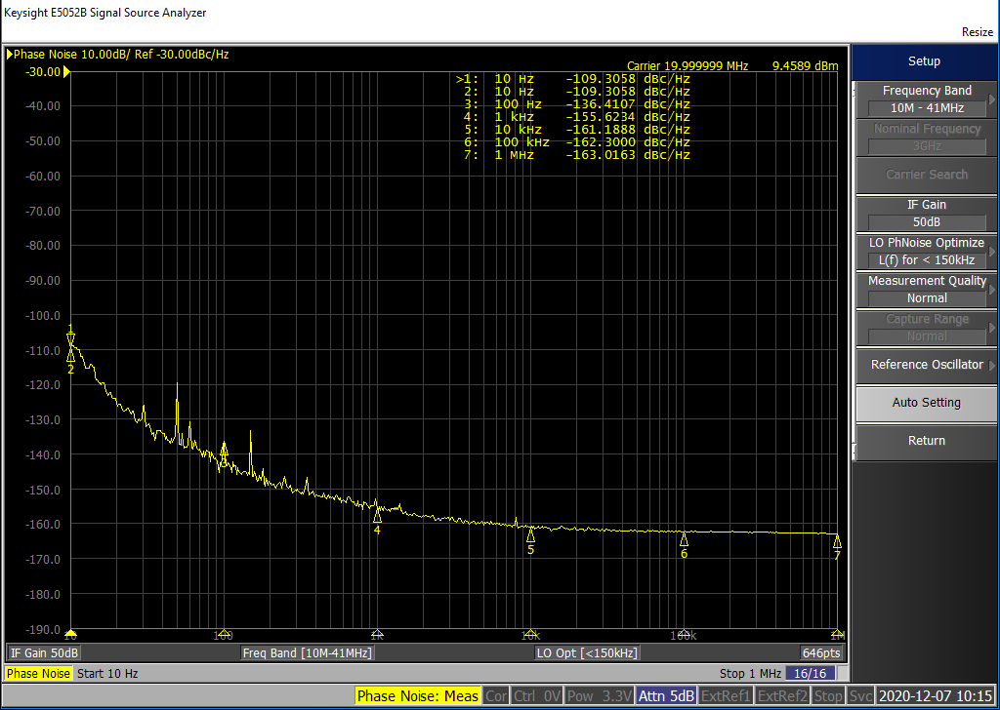 Keysight E5052B Signal Source Analyzer
Resize
Phase Noise 10.00dB/ Ref -30.00dBc/Hz
Carrier 19.999999 MHz 9.4589 dBm
>1: 10 Hz -109.3058 dBc/Hz
2: 10 Hz -109.3058 dBc/Hz
3: 100 Hz -136.4107 dBc/Hz
4: 1 kHz -155.6234 dBc/Hz
5: 10 kHz -161.1888 dBc/Hz
6: 100 kHz -162.3000 dBc/Hz
7: 1 MHz -163.0163 dBc/Hz
-30.00
-40.00
-50.00
-60.00
-70.00
-80.00
-90.00
-100.0
-110.0
-120.0
-130.0
-140.0
-150.0
-160.0
-170.0
-180.0
-190.0
1
2
3
4
5
6
7
10
100
1k
10k
100k
1M
IF Gain 50dB
Freq Band [10M-41MHz]
LO Opt [<150kHz]
646pts
Phase Noise Start 10 Hz
Stop 1 MHz 16/16
Phase Noise: Meas Cor Ctrl 0V Pow 3.3V Attn 5dB ExtRef1 ExtRef2 Stop Svc 2020-12-07 10:15
Setup
Frequency Band
10M - 41MHz
Nominal Frequency
3GHz
Carrier Search
IF Gain
50dB
LO PhNoise Optimize
L(f) for < 150kHz
Measurement Quality
Normal
Capture Range
Normal
Reference Oscillator
Auto Setting
Return